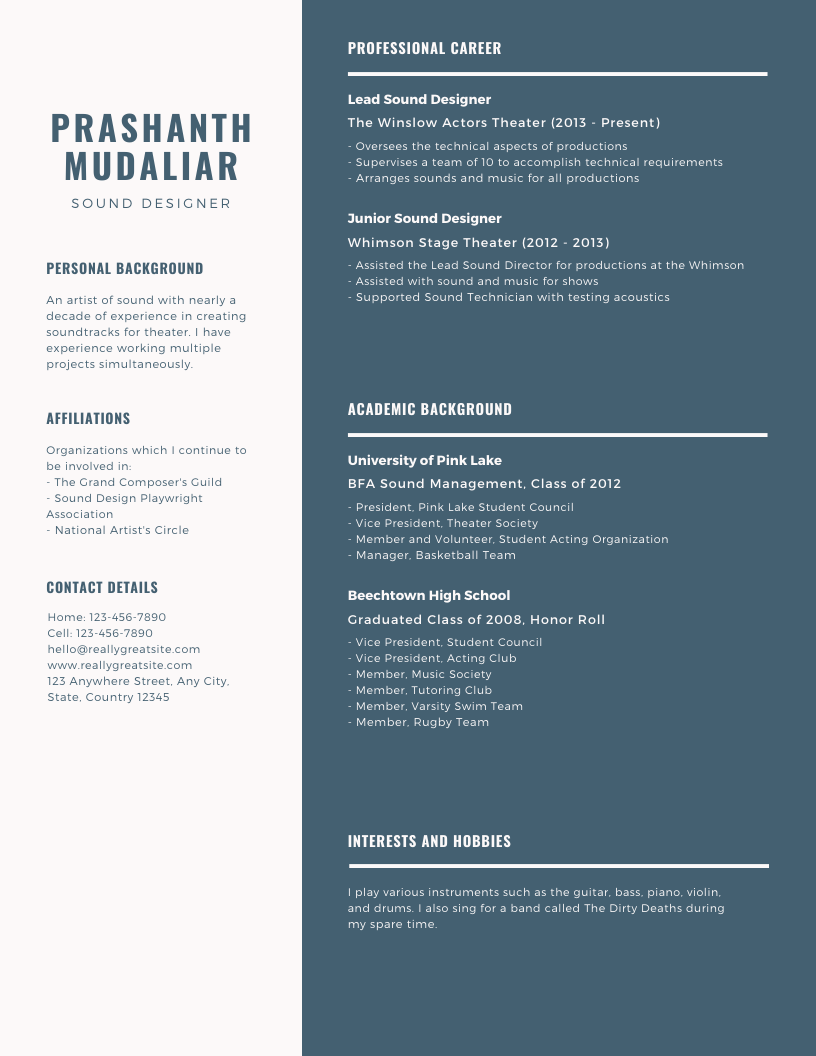 PRASHANTH
MUDALIAR
SOUND DESIGNER
PERSONAL BACKGROUND
An artist of sound with nearly a
decade of experience in creating
soundtracks for theater. I have
experience working multiple
projects simultaneously.
AFFILIATIONS
Organizations which I continue to
be involved in:
- The Grand Composer's Guild
- Sound Design Playwright
Association
- National Artist's Circle
CONTACT DETAILS
Home: 123-456-7890
Cell: 123-456-7890
hello@reallygreatsite.com
www.reallygreatsite.com
123 Anywhere Street, Any City,
State, Country 12345
PROFESSIONAL CAREER
Lead Sound Designer
The Winslow Actors Theater (2013 - Present)
- Oversees the technical aspects of productions
- Supervises a team of 10 to accomplish technical requirements
- Arranges sounds and music for all productions
Junior Sound Designer
Whimson Stage Theater (2012 - 2013)
- Assisted the Lead Sound Director for productions at the Whimson
- Assisted with sound and music for shows
- Supported Sound Technician with testing acoustics
ACADEMIC BACKGROUND
University of Pink Lake
BFA Sound Management, Class of 2012
- President, Pink Lake Student Council
- Vice President, Theater Society
- Member and Volunteer, Student Acting Organization
- Manager, Basketball Team
Beechtown High School
Graduated Class of 2008, Honor Roll
- Vice President, Student Council
- Vice President, Acting Club
- Member, Music Society
- Member, Tutoring Club
- Member, Varsity Swim Team
- Member, Rugby Team
INTERESTS AND HOBBIES
I play various instruments such as the guitar, bass, piano, violin,
and drums. I also sing for a band called The Dirty Deaths during
my spare time.